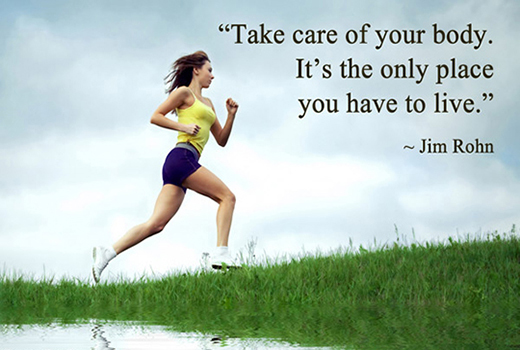 “Take care of your body.
It’s the only place
you have to live.”
~ Jim Rohn